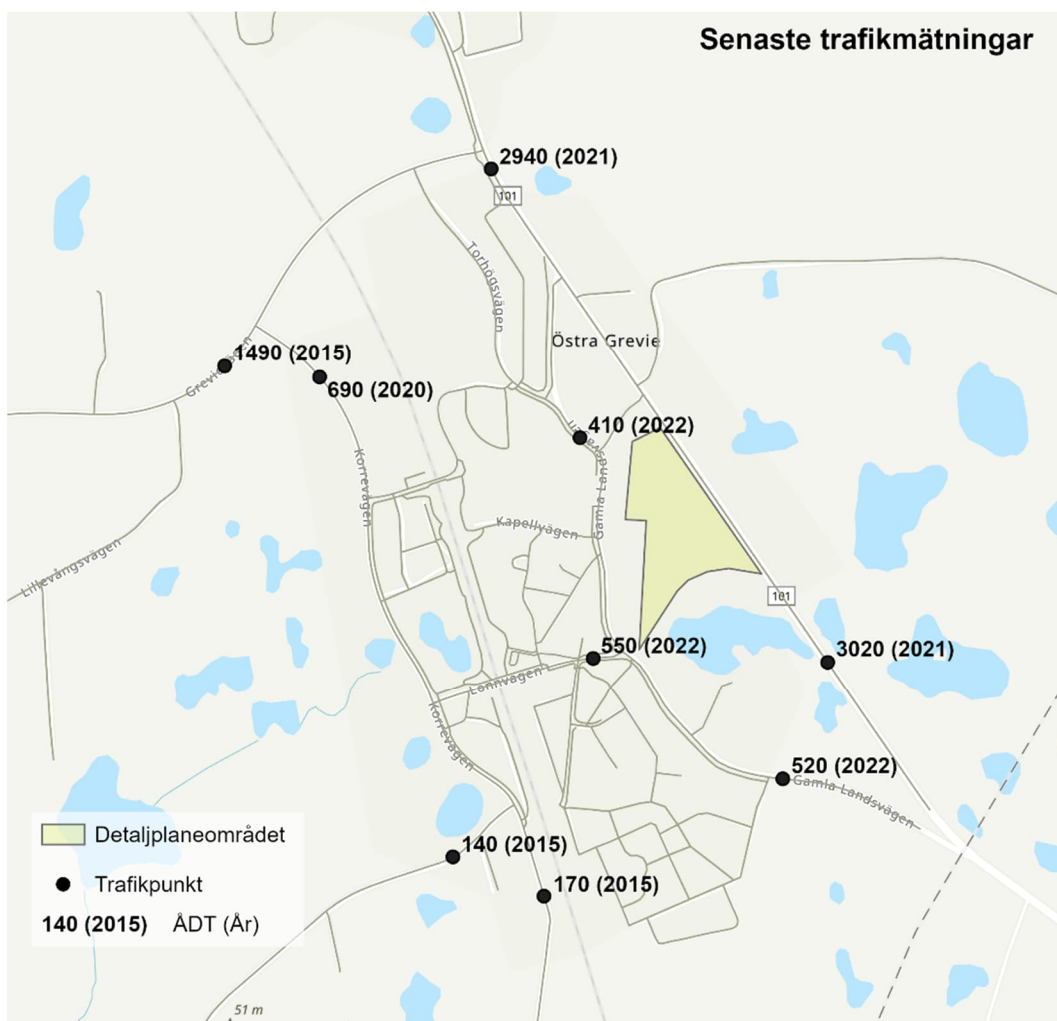 Senaste trafikmätningar
2940 (2021)
101
Torhögsvägen
Östra Grevie
1490 (2015)
690 (2020)
410 (2022)
Korrevägen
Gamla Landsvägen
Kapellvägen
Lillevångsvägen
101
550 (2022)
3020 (2021)
Lönnvägen
Korrevägen
520 (2022)
Gamla Landsvägen
Detaljplaneområdet
140 (2015)
Trafikpunkt
170 (2015)
140 (2015) ÅDT (År)
51 m